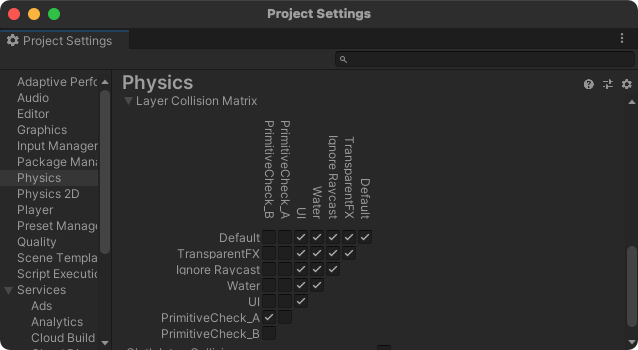 Project Settings
Project Settings
Adaptive Perfo
Audio
Editor
Graphics
Input Manager
Package Mana
Physics
Physics 2D
Player
Preset Manage
Quality
Scene Templa
Script Executio
Services
Ads
Analytics
Cloud Build
Physics
Layer Collision Matrix
PrimitiveCheck_B
PrimitiveCheck_A
UI
Water
Ignore Raycast
TransparentFX
Default
Default
TransparentFX
Ignore Raycast
Water
UI
PrimitiveCheck_A
PrimitiveCheck_B